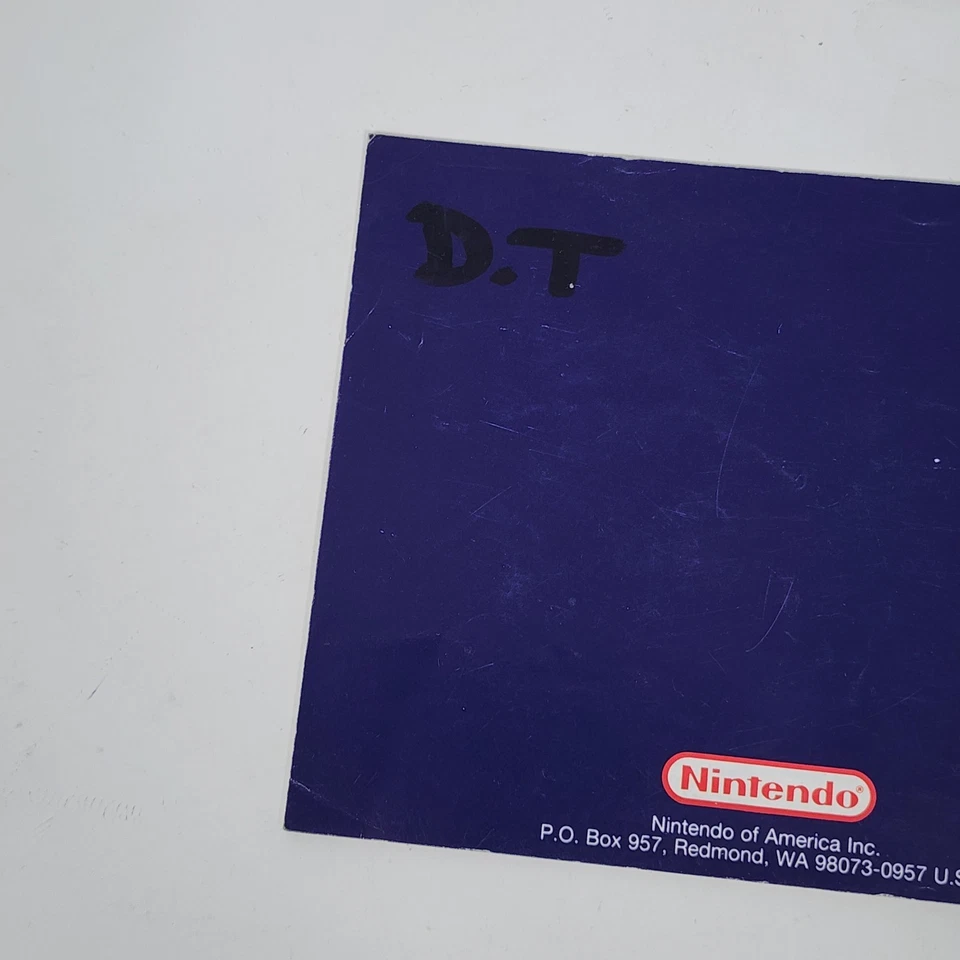 D.T
Nintendo®
Nintendo of America Inc.
P.O. Box 957, Redmond, WA 98073-0957 U.S